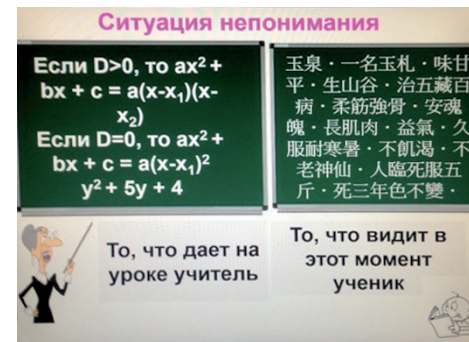 Ситуация непонимания
Если D>0, то ax² +
bx + c = a(x-x₁)(x-
x₂)
Если D=0, то ax² +
bx + c = a(x-x₁)²
y² + 5y + 4
玉泉·一名玉札·味甘
平·生山谷·治五藏百
病·柔筋強骨·安魂
魄·長肌肉·益氣·久
服耐寒暑·不飢渴·不
老神仙·人臨死服五
斤·死三年色不變·
То, что дает на
уроке учитель
То, что видит в
этот момент
ученик